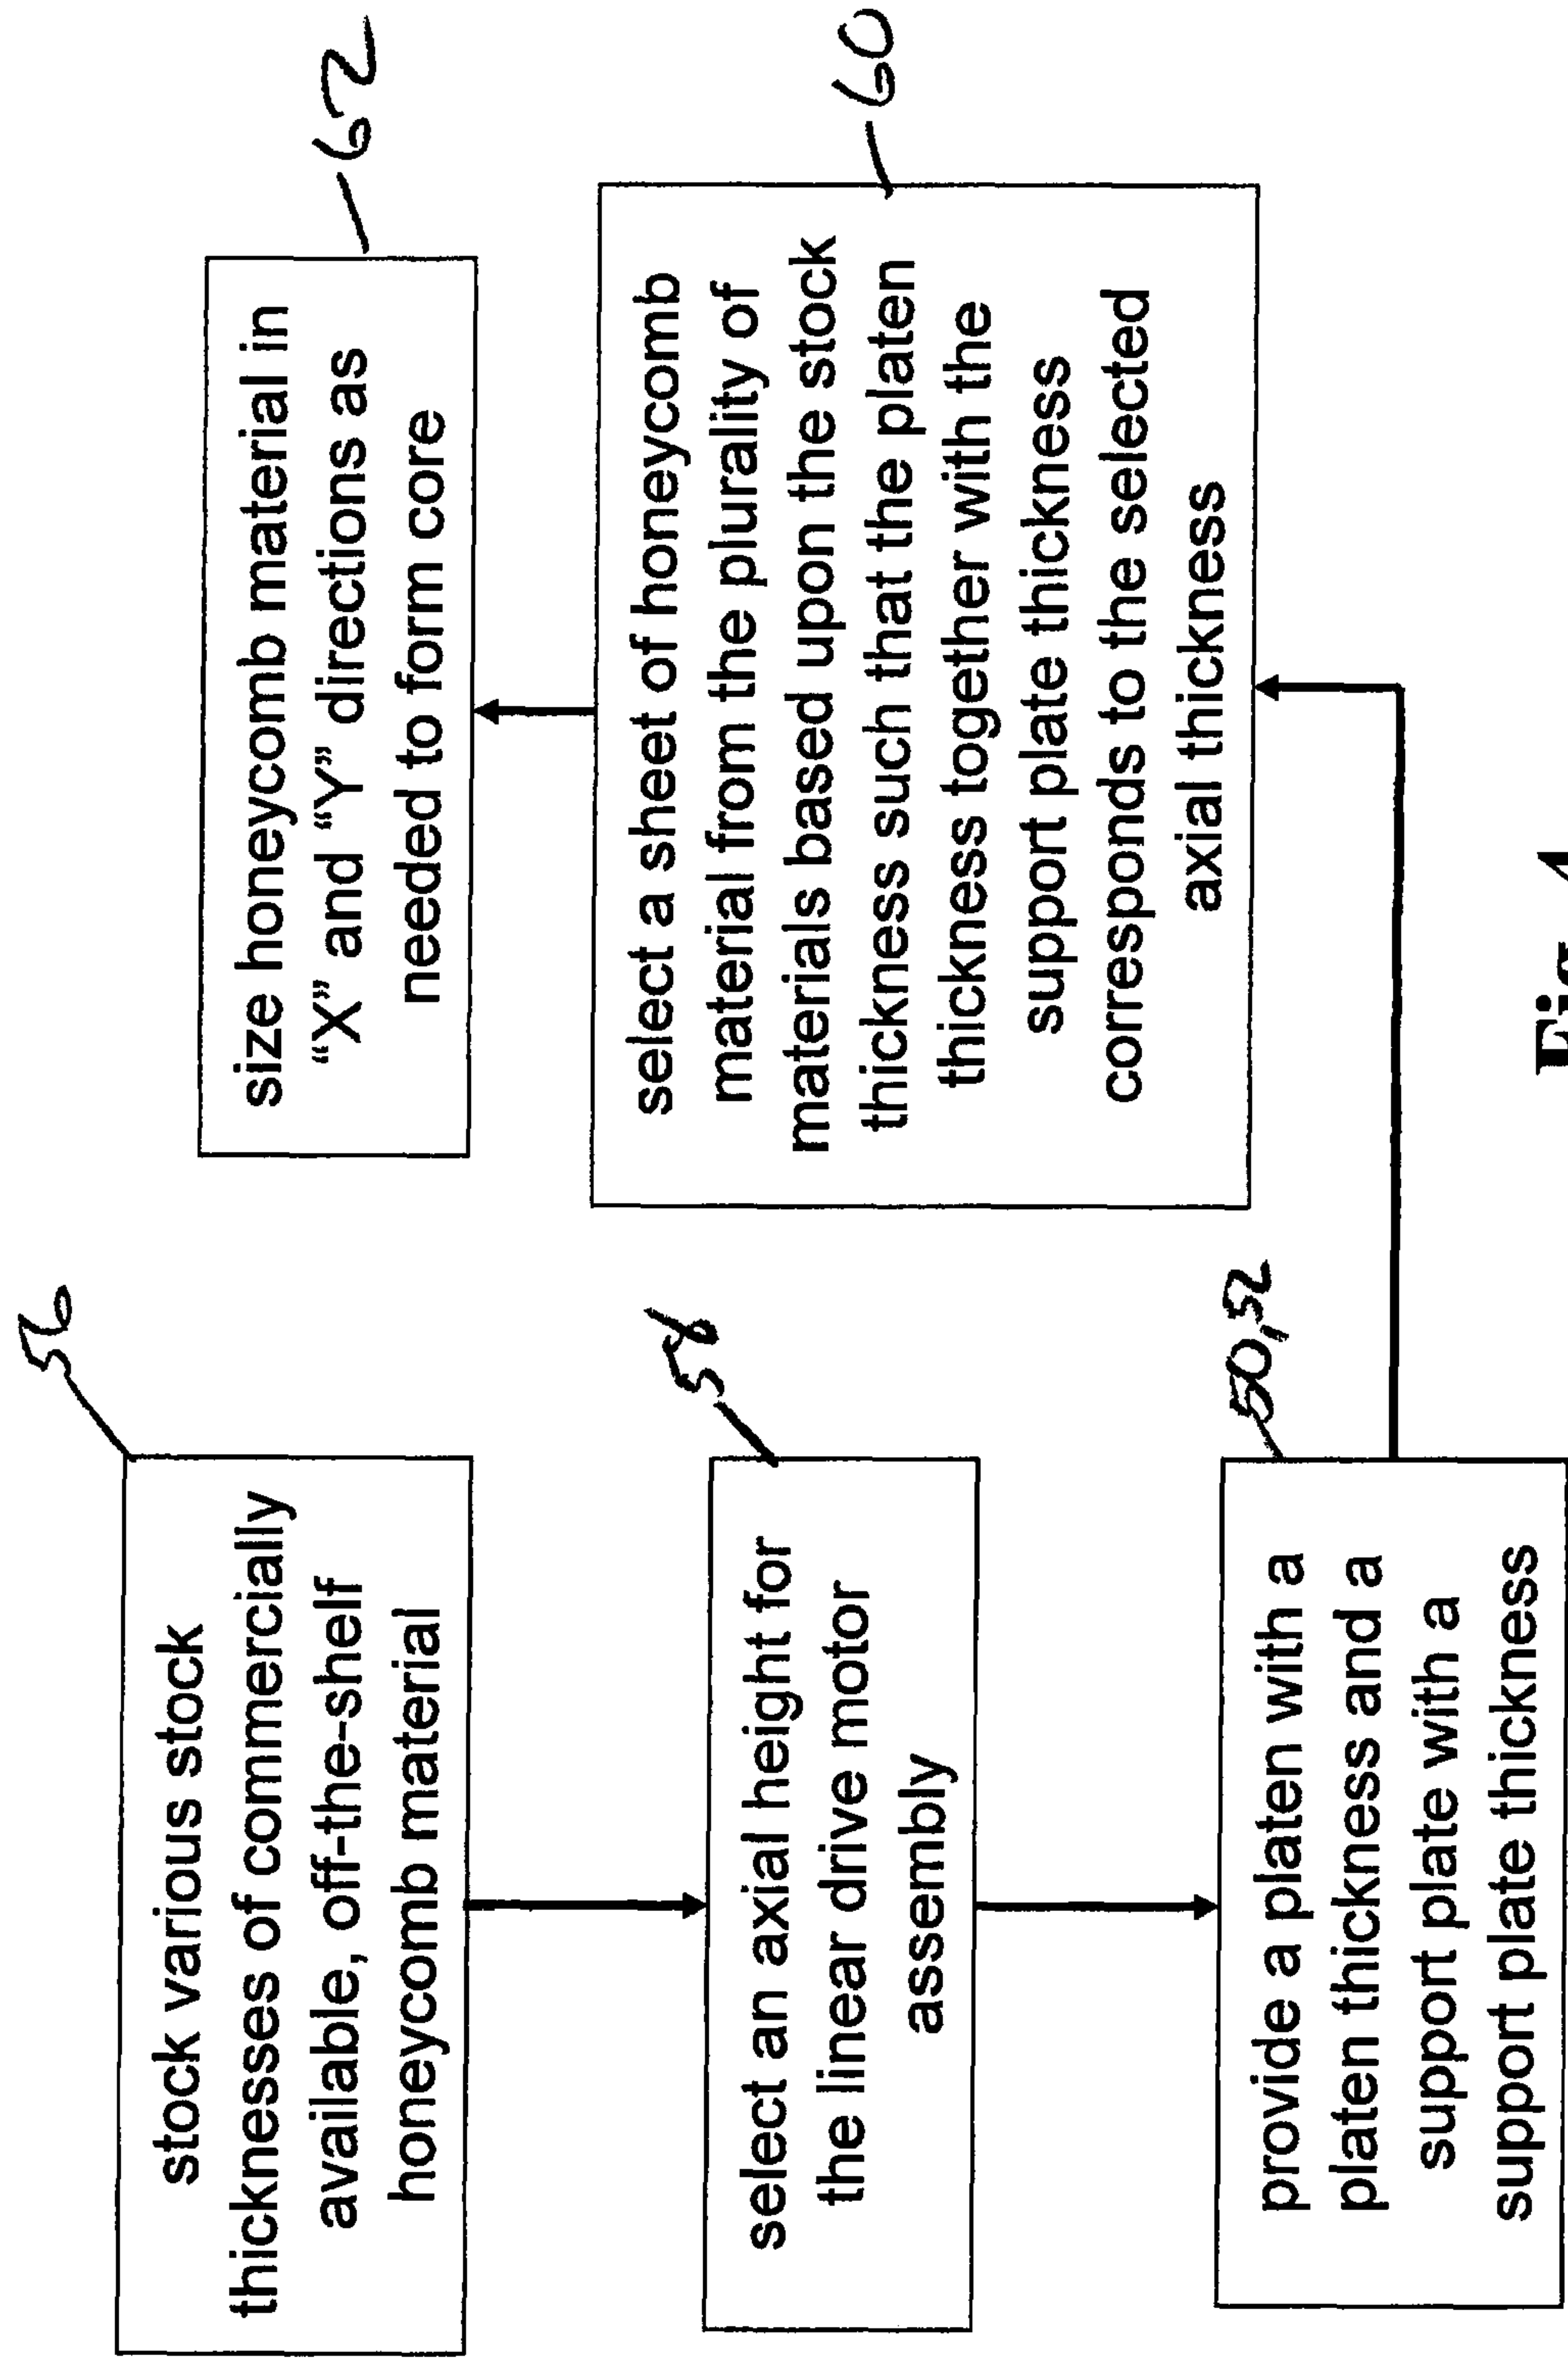 56
stock various stock
thicknesses of commercially
available, off-the-shelf
honeycomb material
58
select an axial height for
the linear drive motor
assembly
50,52
provide a platen with a
platen thickness and a
support plate with a
support plate thickness
62
size honeycomb material in
“X” and “Y” directions as
needed to form core
60
select a sheet of honeycomb
material from the plurality of
materials based upon the stock
thickness such that the platen
thickness together with the
support plate thickness
corresponds to the selected
axial thickness
Fig. 4